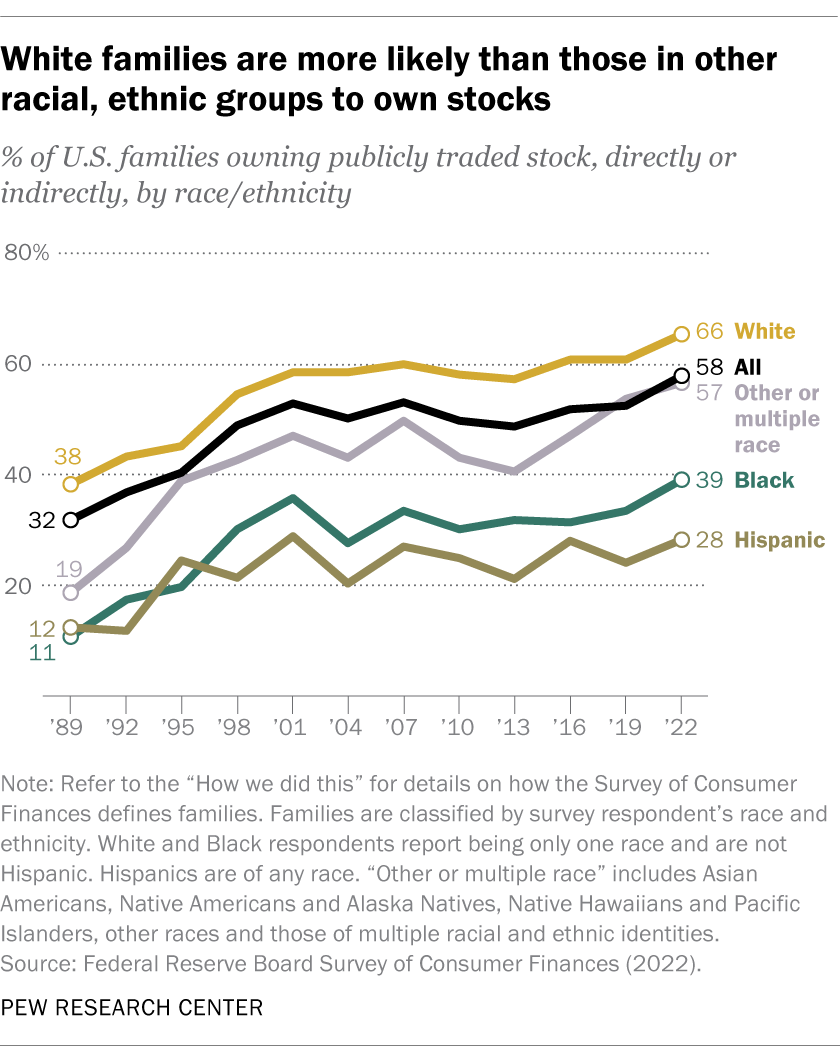 White families are more likely than those in other
racial, ethnic groups to own stocks
% of U.S. families owning publicly traded stock, directly or
indirectly, by race/ethnicity
80%
60
40
20
38
32
19
12
11
66 White
58 All
57 Other or
multiple
race
39 Black
28 Hispanic
’89 ’92 ’95 ’98 ’01 ’04 ’07 ’10 ’13 ’16 ’19 ’22
Note: Refer to the “How we did this” for details on how the Survey of Consumer
Finances defines families. Families are classified by survey respondent’s race and
ethnicity. White and Black respondents report being only one race and are not
Hispanic. Hispanics are of any race. “Other or multiple race” includes Asian
Americans, Native Americans and Alaska Natives, Native Hawaiians and Pacific
Islanders, other races and those of multiple racial and ethnic identities.
Source: Federal Reserve Board Survey of Consumer Finances (2022).
PEW RESEARCH CENTER